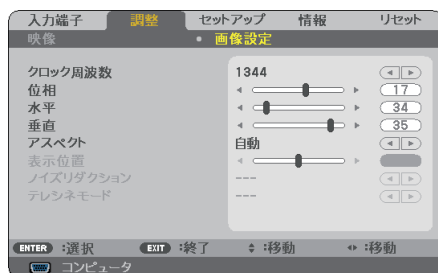 入力端子 調整 セットアップ 情報 リセット
映像 • 画像設定
クロック周波数 1344
位相 17
水平 34
垂直 35
アスペクト 自動
表示位置
ノイズリダクション ---
テレシネモード ---
ENTER :選択 EXIT :終了 :移動 :移動
コンピュータ